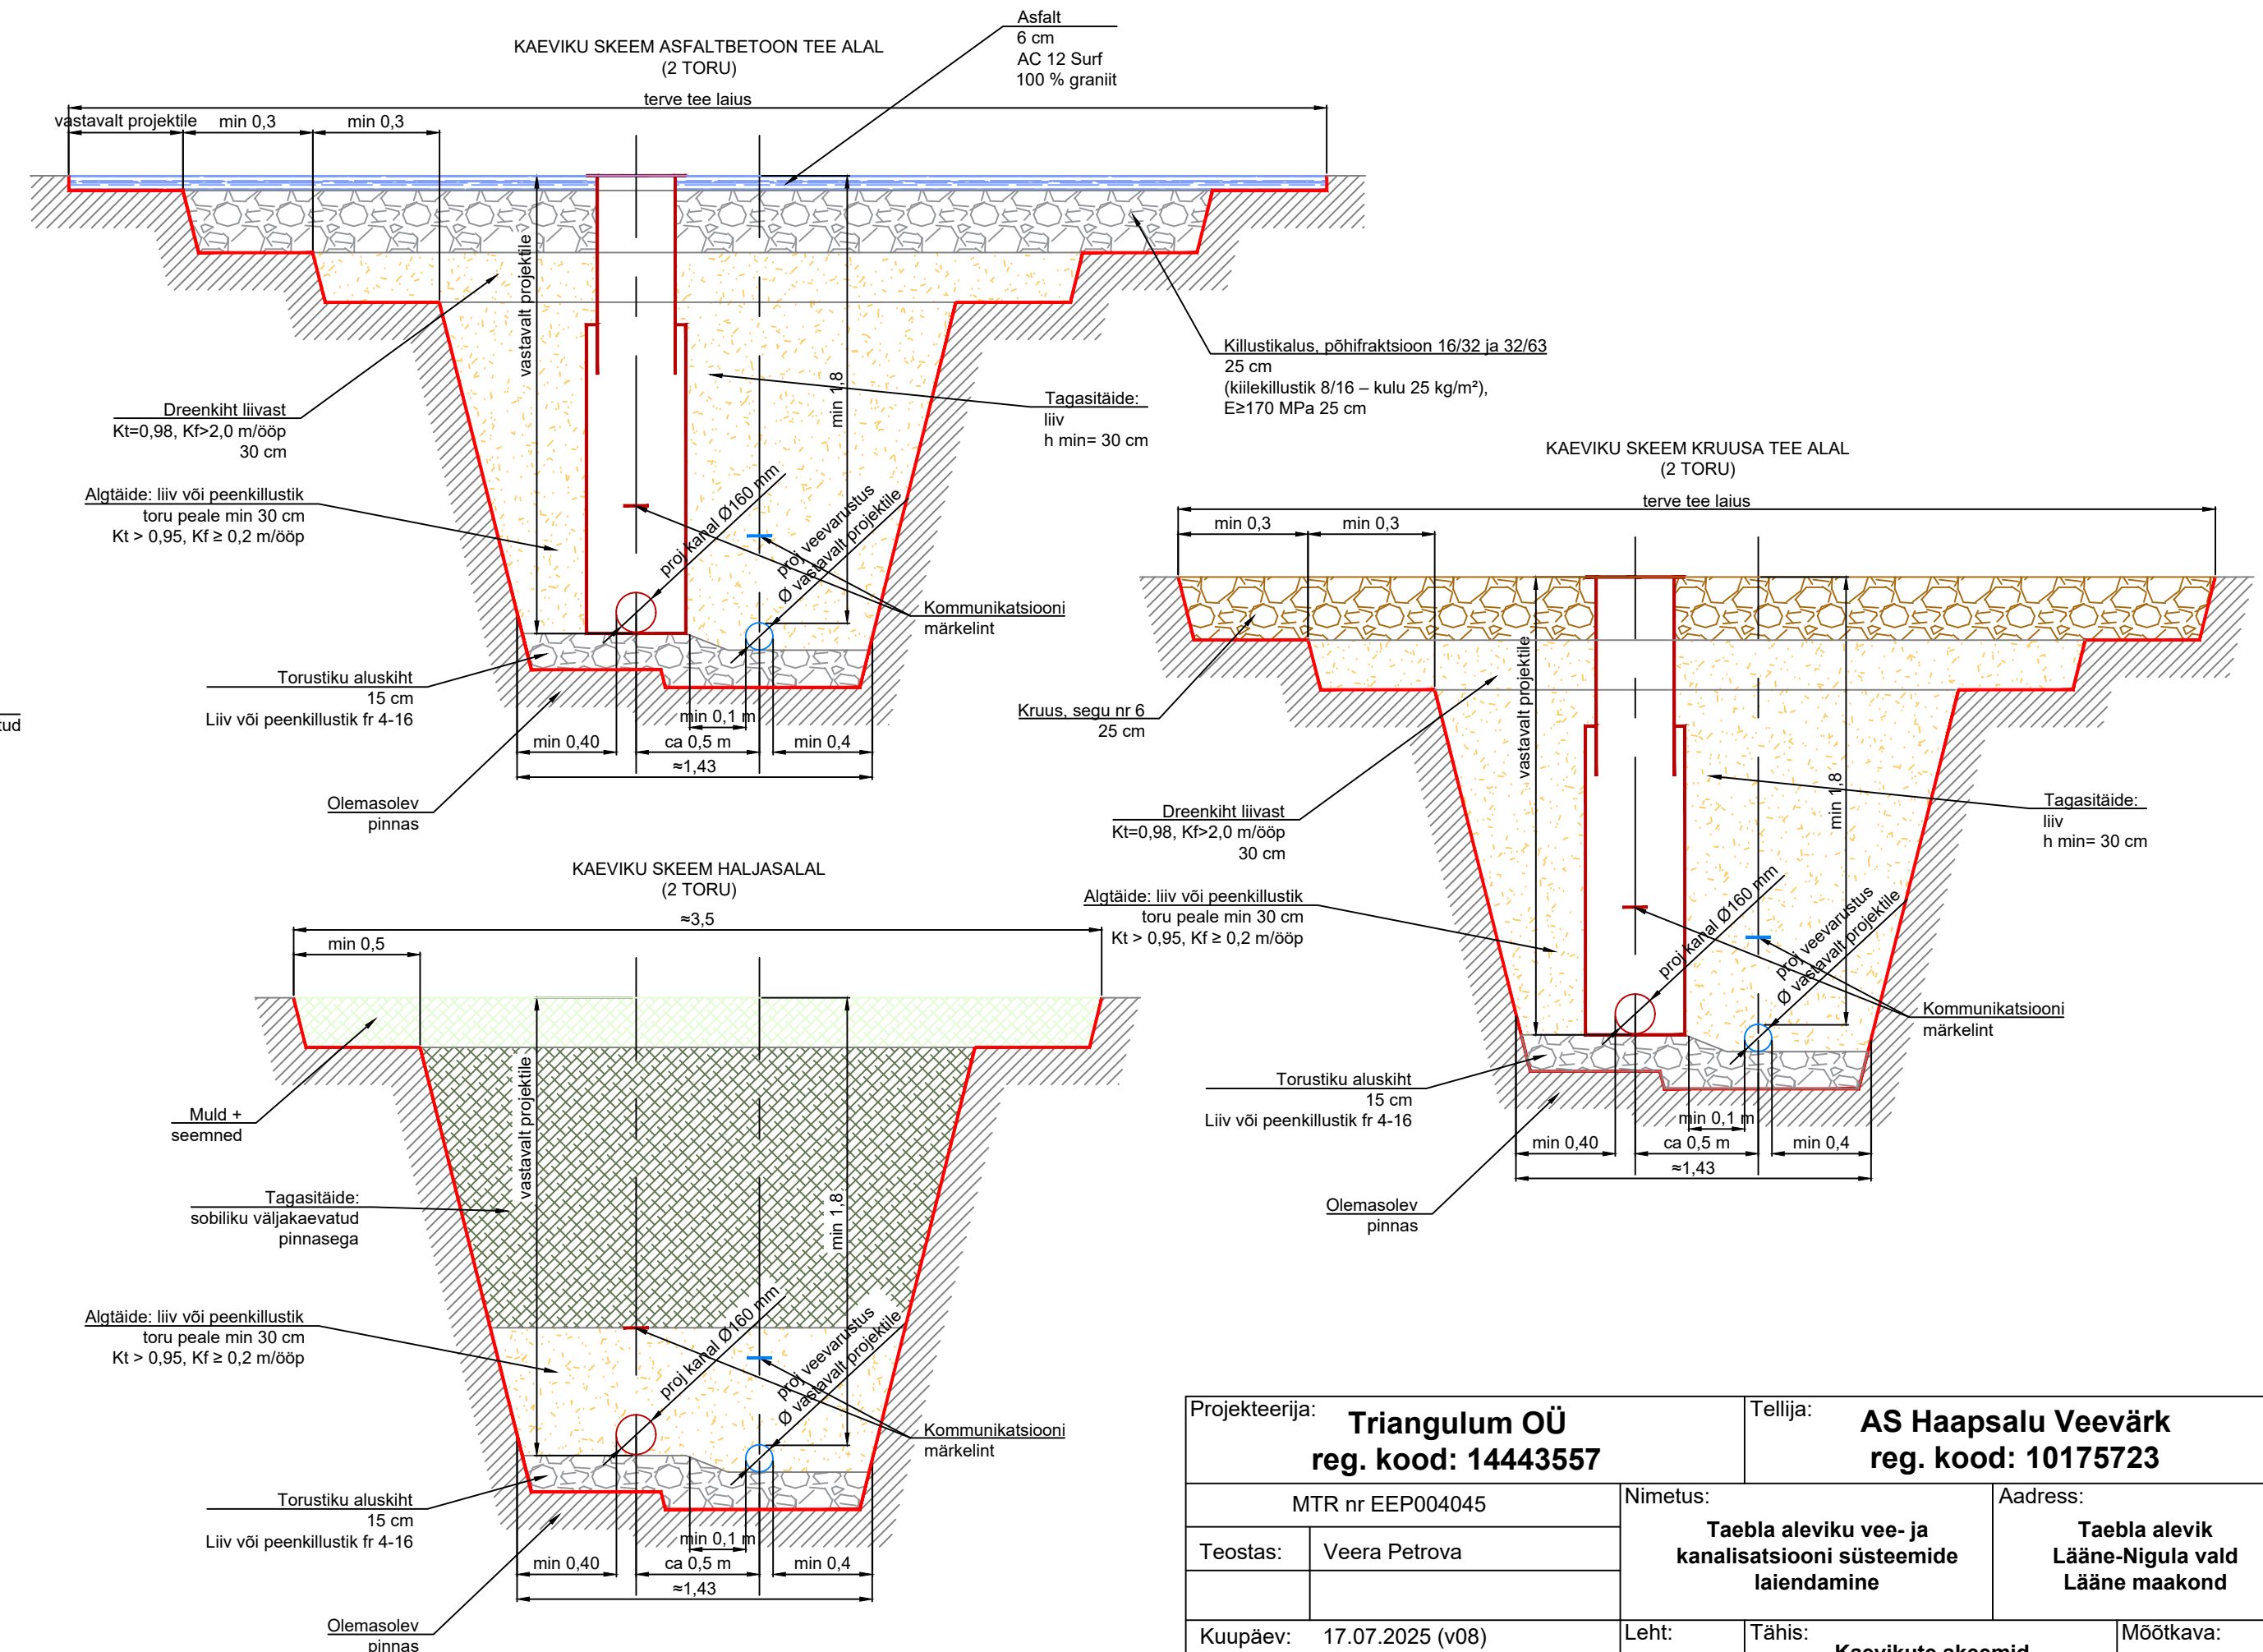 KAEVIKU SKEEM ASFALTBETOON TEE ALAL
(2 TORU)
Asfalt
6 cm
AC 12 Surf
100 % graniit
terve tee laius
vastavalt projektile
min 0,3
min 0,3
vastavalt projektile
min 1,8
Killustikalus, põhifraktsioon 16/32 ja 32/63
25 cm
(kiilekillustik 8/16 – kulu 25 kg/m²),
E≥170 MPa 25 cm
Dreenkiht liivast
Kt=0,98, Kf>2,0 m/ööp
30 cm
Tagasitäide:
liiv
h min= 30 cm
Algtäide: liiv või peenkillustik
toru peale min 30 cm
Kt > 0,95, Kf ≥ 0,2 m/ööp
proj kanal Ø160 mm
proj veevarustus
Ø vastavalt projektile
Kommunikatsiooni
märkelint
Torustiku aluskiht
15 cm
Liiv või peenkillustik fr 4-16
tud
min 0,1 m
min 0,40
ca 0,5 m
min 0,4
≈1,43
Olemasolev
pinnas
KAEVIKU SKEEM KRUUSA TEE ALAL
(2 TORU)
terve tee laius
min 0,3
min 0,3
vastavalt projektile
min 1,8
Kruus, segu nr 6
25 cm
Dreenkiht liivast
Kt=0,98, Kf>2,0 m/ööp
30 cm
Tagasitäide:
liiv
h min= 30 cm
Algtäide: liiv või peenkillustik
toru peale min 30 cm
Kt > 0,95, Kf ≥ 0,2 m/ööp
proj kanal Ø160 mm
proj veevarustus
Ø vastavalt projektile
Kommunikatsiooni
märkelint
Torustiku aluskiht
15 cm
Liiv või peenkillustik fr 4-16
min 0,1 m
min 0,40
ca 0,5 m
min 0,4
≈1,43
Olemasolev
pinnas
KAEVIKU SKEEM HALJASALAL
(2 TORU)
≈3,5
min 0,5
vastavalt projektile
min 1,8
Muld +
seemned
Tagasitäide:
sobiliku väljakaevatud
pinnasega
Algtäide: liiv või peenkillustik
toru peale min 30 cm
Kt > 0,95, Kf ≥ 0,2 m/ööp
proj kanal Ø160 mm
proj veevarustus
Ø vastavalt projektile
Kommunikatsiooni
märkelint
Torustiku aluskiht
15 cm
Liiv või peenkillustik fr 4-16
min 0,1 m
min 0,40
ca 0,5 m
min 0,4
≈1,43
Olemasolev
pinnas
Projekteerija:
Triangulum OÜ
reg. kood: 14443557
Tellija:
AS Haapsalu Veevärk
reg. kood: 10175723
MTR nr EEP004045
Nimetus:
Taebla aleviku vee- ja
kanalisatsiooni süsteemide
laiendamine
Aadress:
Taebla alevik
Lääne-Nigula vald
Lääne maakond
Teostas:
Veera Petrova
Kuupäev:
17.07.2025 (v08)
Leht:
Tähis:
Kaevikute skeemid
Mõõtkava: